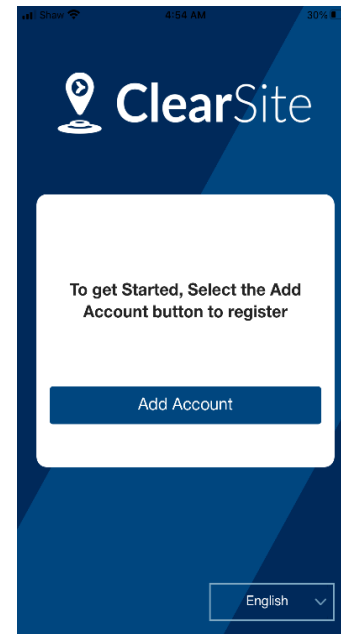 Shaw 4:54 AM 30%
ClearSite
To get Started, Select the Add
Account button to register
Add Account
English